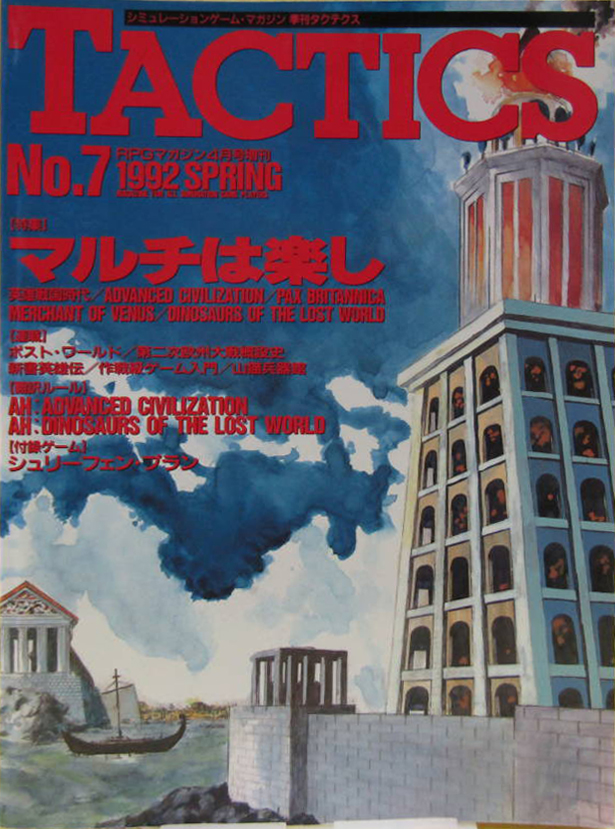 シミュレーションゲーム・マガジン 季刊タクテクス
TACTICS
No.7
RPGマガジン4月号増刊
1992 SPRING
[特集]
マルチは楽し
英雄戦国時代／ADVANCED CIVILIZATION／PAX BRITANNICA
MERCHANT OF VENUS／DINOSAURS OF THE LOST WORLD
[連載]
ポスト・ワールド／第二次欧州大戦概説史
新書英雄伝／作戦級ゲーム入門／山猫兵器館
[翻訳ルール]
AH：ADVANCED CIVILIZATION
AH：DINOSAURS OF THE LOST WORLD
[付録ゲーム]
シュリーフェン・プラン